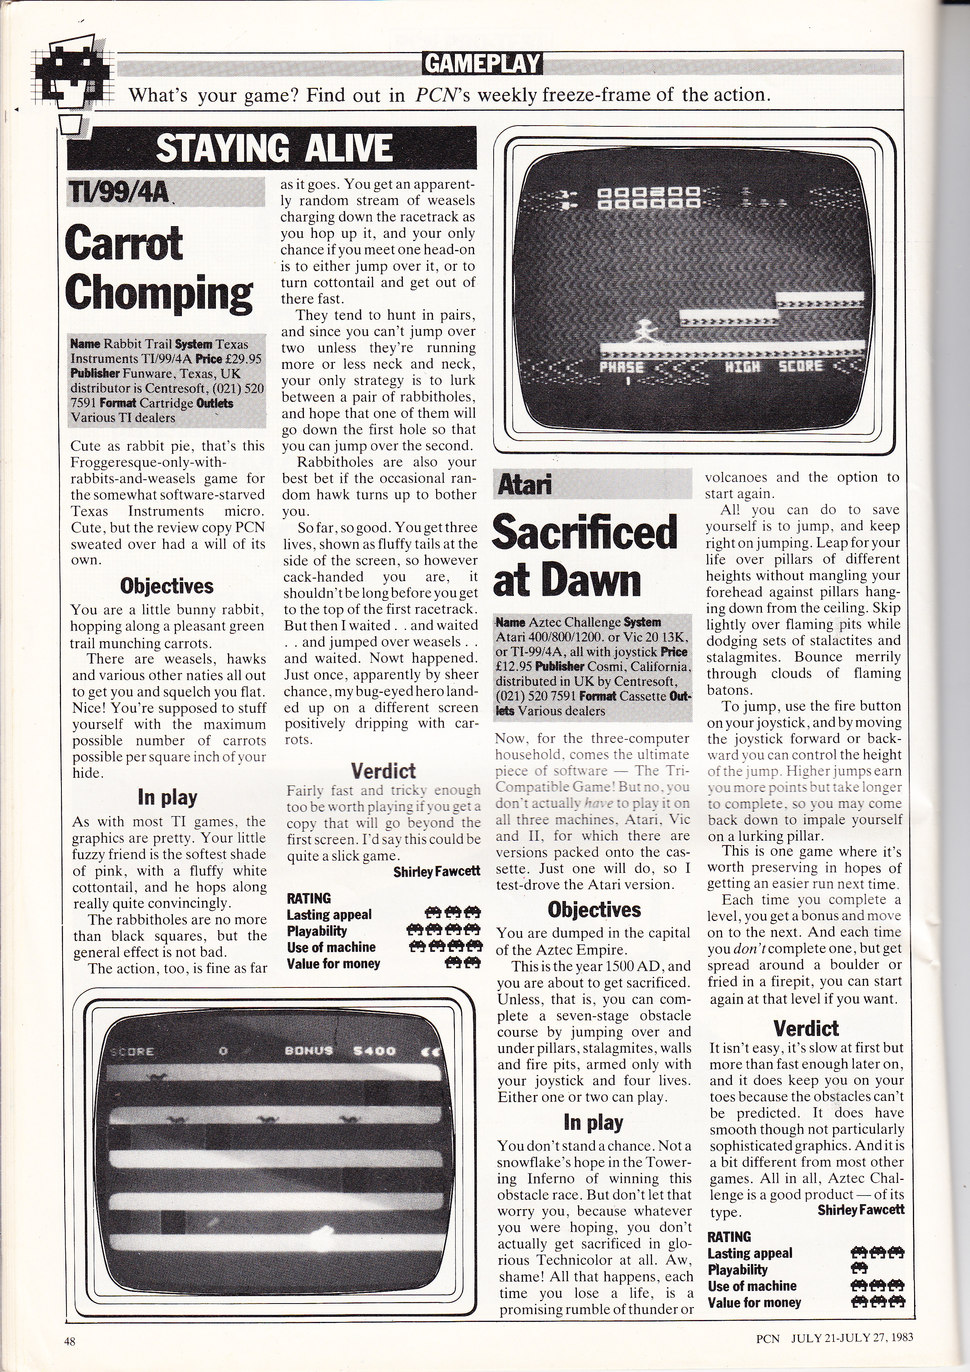 GAMEPLAY
What's your game? Find out in PCN's weekly freeze-frame of the action.
STAYING ALIVE
TI/99/4A
Carrot
Chomping
Name Rabbit Trail System Texas
Instruments TI/99/4A Price £29.95
Publisher Funware, Texas, UK
distributor is Centresoft, (021) 520
7591 Format Cartridge Outlets
Various TI dealers
Cute as rabbit pie, that's this
Froggeresque-only-with-
rabbits-and-weasels game for
the somewhat software-starved
Texas Instruments micro.
Cute, but the review copy PCN
sweated over had a will of its
own.
Objectives
You are a little bunny rabbit,
hopping along a pleasant green
trail munching carrots.
There are weasels, hawks
and various other naties all out
to get you and squelch you flat.
Nice! You're supposed to stuff
yourself with the maximum
possible number of carrots
possible per square inch of your
hide.
In play
As with most TI games, the
graphics are pretty. Your little
fuzzy friend is the softest shade
of pink, with a fluffy white
cottontail, and he hops along
really quite convincingly.
The rabbitholes are no more
than black squares, but the
general effect is not bad.
The action, too, is fine as far
as it goes. You get an apparent-
ly random stream of weasels
charging down the racetrack as
you hop up it, and your only
chance if you meet one head-on
is to either jump over it, or to
turn cottontail and get out of
there fast.
They tend to hunt in pairs,
and since you can't jump over
two unless they're running
more or less neck and neck,
your only strategy is to lurk
between a pair of rabbitholes,
and hope that one of them will
go down the first hole so that
you can jump over the second.
Rabbitholes are also your
best bet if the occasional ran-
dom hawk turns up to bother
you.
So far, so good. You get three
lives, shown as fluffy tails at the
side of the screen, so however
cack-handed you are, it
shouldn't be long before you get
to the top of the first racetrack.
But then I waited . . and waited
. . and jumped over weasels . .
and waited. Nowt happened.
Just once, apparently by sheer
chance, my bug-eyed hero land-
ed up on a different screen
positively dripping with car-
rots.
Verdict
Fairly fast and tricky enough
too be worth playing if you get a
copy that will go beyond the
first screen. I'd say this could be
quite a slick game.
Shirley Fawcett
RATING
Lasting appeal
Playability
Use of machine
Value for money
SCORE 0 BONUS 5400
000200
000000
PHASE HIGH SCORE
1
Atari
Sacrificed
at Dawn
Name Aztec Challenge System
Atari 400/800/1200. or Vic 20 13K,
or TI-99/4A, all with joystick Price
£12.95 Publisher Cosmi, California,
distributed in UK by Centresoft,
(021) 520 7591 Format Cassette Out-
lets Various dealers
Now, for the three-computer
household, comes the ultimate
piece of software — The Tri-
Compatible Game! But no, you
don't actually have to play it on
all three machines, Atari, Vic
and II, for which there are
versions packed onto the cas-
sette. Just one will do, so I
test-drove the Atari version.
Objectives
You are dumped in the capital
of the Aztec Empire.
This is the year 1500 AD, and
you are about to get sacrificed.
Unless, that is, you can com-
plete a seven-stage obstacle
course by jumping over and
under pillars, stalagmites, walls
and fire pits, armed only with
your joystick and four lives.
Either one or two can play.
In play
You don't stand a chance. Not a
snowflake's hope in the Tower-
ing Inferno of winning this
obstacle race. But don't let that
worry you, because whatever
you were hoping, you don't
actually get sacrificed in glo-
rious Technicolor at all. Aw,
shame! All that happens, each
time you lose a life, is a
promising rumble of thunder or
volcanoes and the option to
start again.
All you can do to save
yourself is to jump, and keep
right on jumping. Leap for your
life over pillars of different
heights without mangling your
forehead against pillars hang-
ing down from the ceiling. Skip
lightly over flaming pits while
dodging sets of stalactites and
stalagmites. Bounce merrily
through clouds of flaming
batons.
To jump, use the fire button
on your joystick, and by moving
the joystick forward or back-
ward you can control the height
of the jump. Higher jumps earn
you more points but take longer
to complete, so you may come
back down to impale yourself
on a lurking pillar.
This is one game where it's
worth preserving in hopes of
getting an easier run next time.
Each time you complete a
level, you get a bonus and move
on to the next. And each time
you don't complete one, but get
spread around a boulder or
fried in a firepit, you can start
again at that level if you want.
Verdict
It isn't easy, it's slow at first but
more than fast enough later on,
and it does keep you on your
toes because the obstacles can't
be predicted. It does have
smooth though not particularly
sophisticated graphics. And it is
a bit different from most other
games. All in all, Aztec Chal-
lenge is a good product — of its
type. Shirley Fawcett
RATING
Lasting appeal
Playability
Use of machine
Value for money
48
PCN JULY 21-JULY 27, 1983